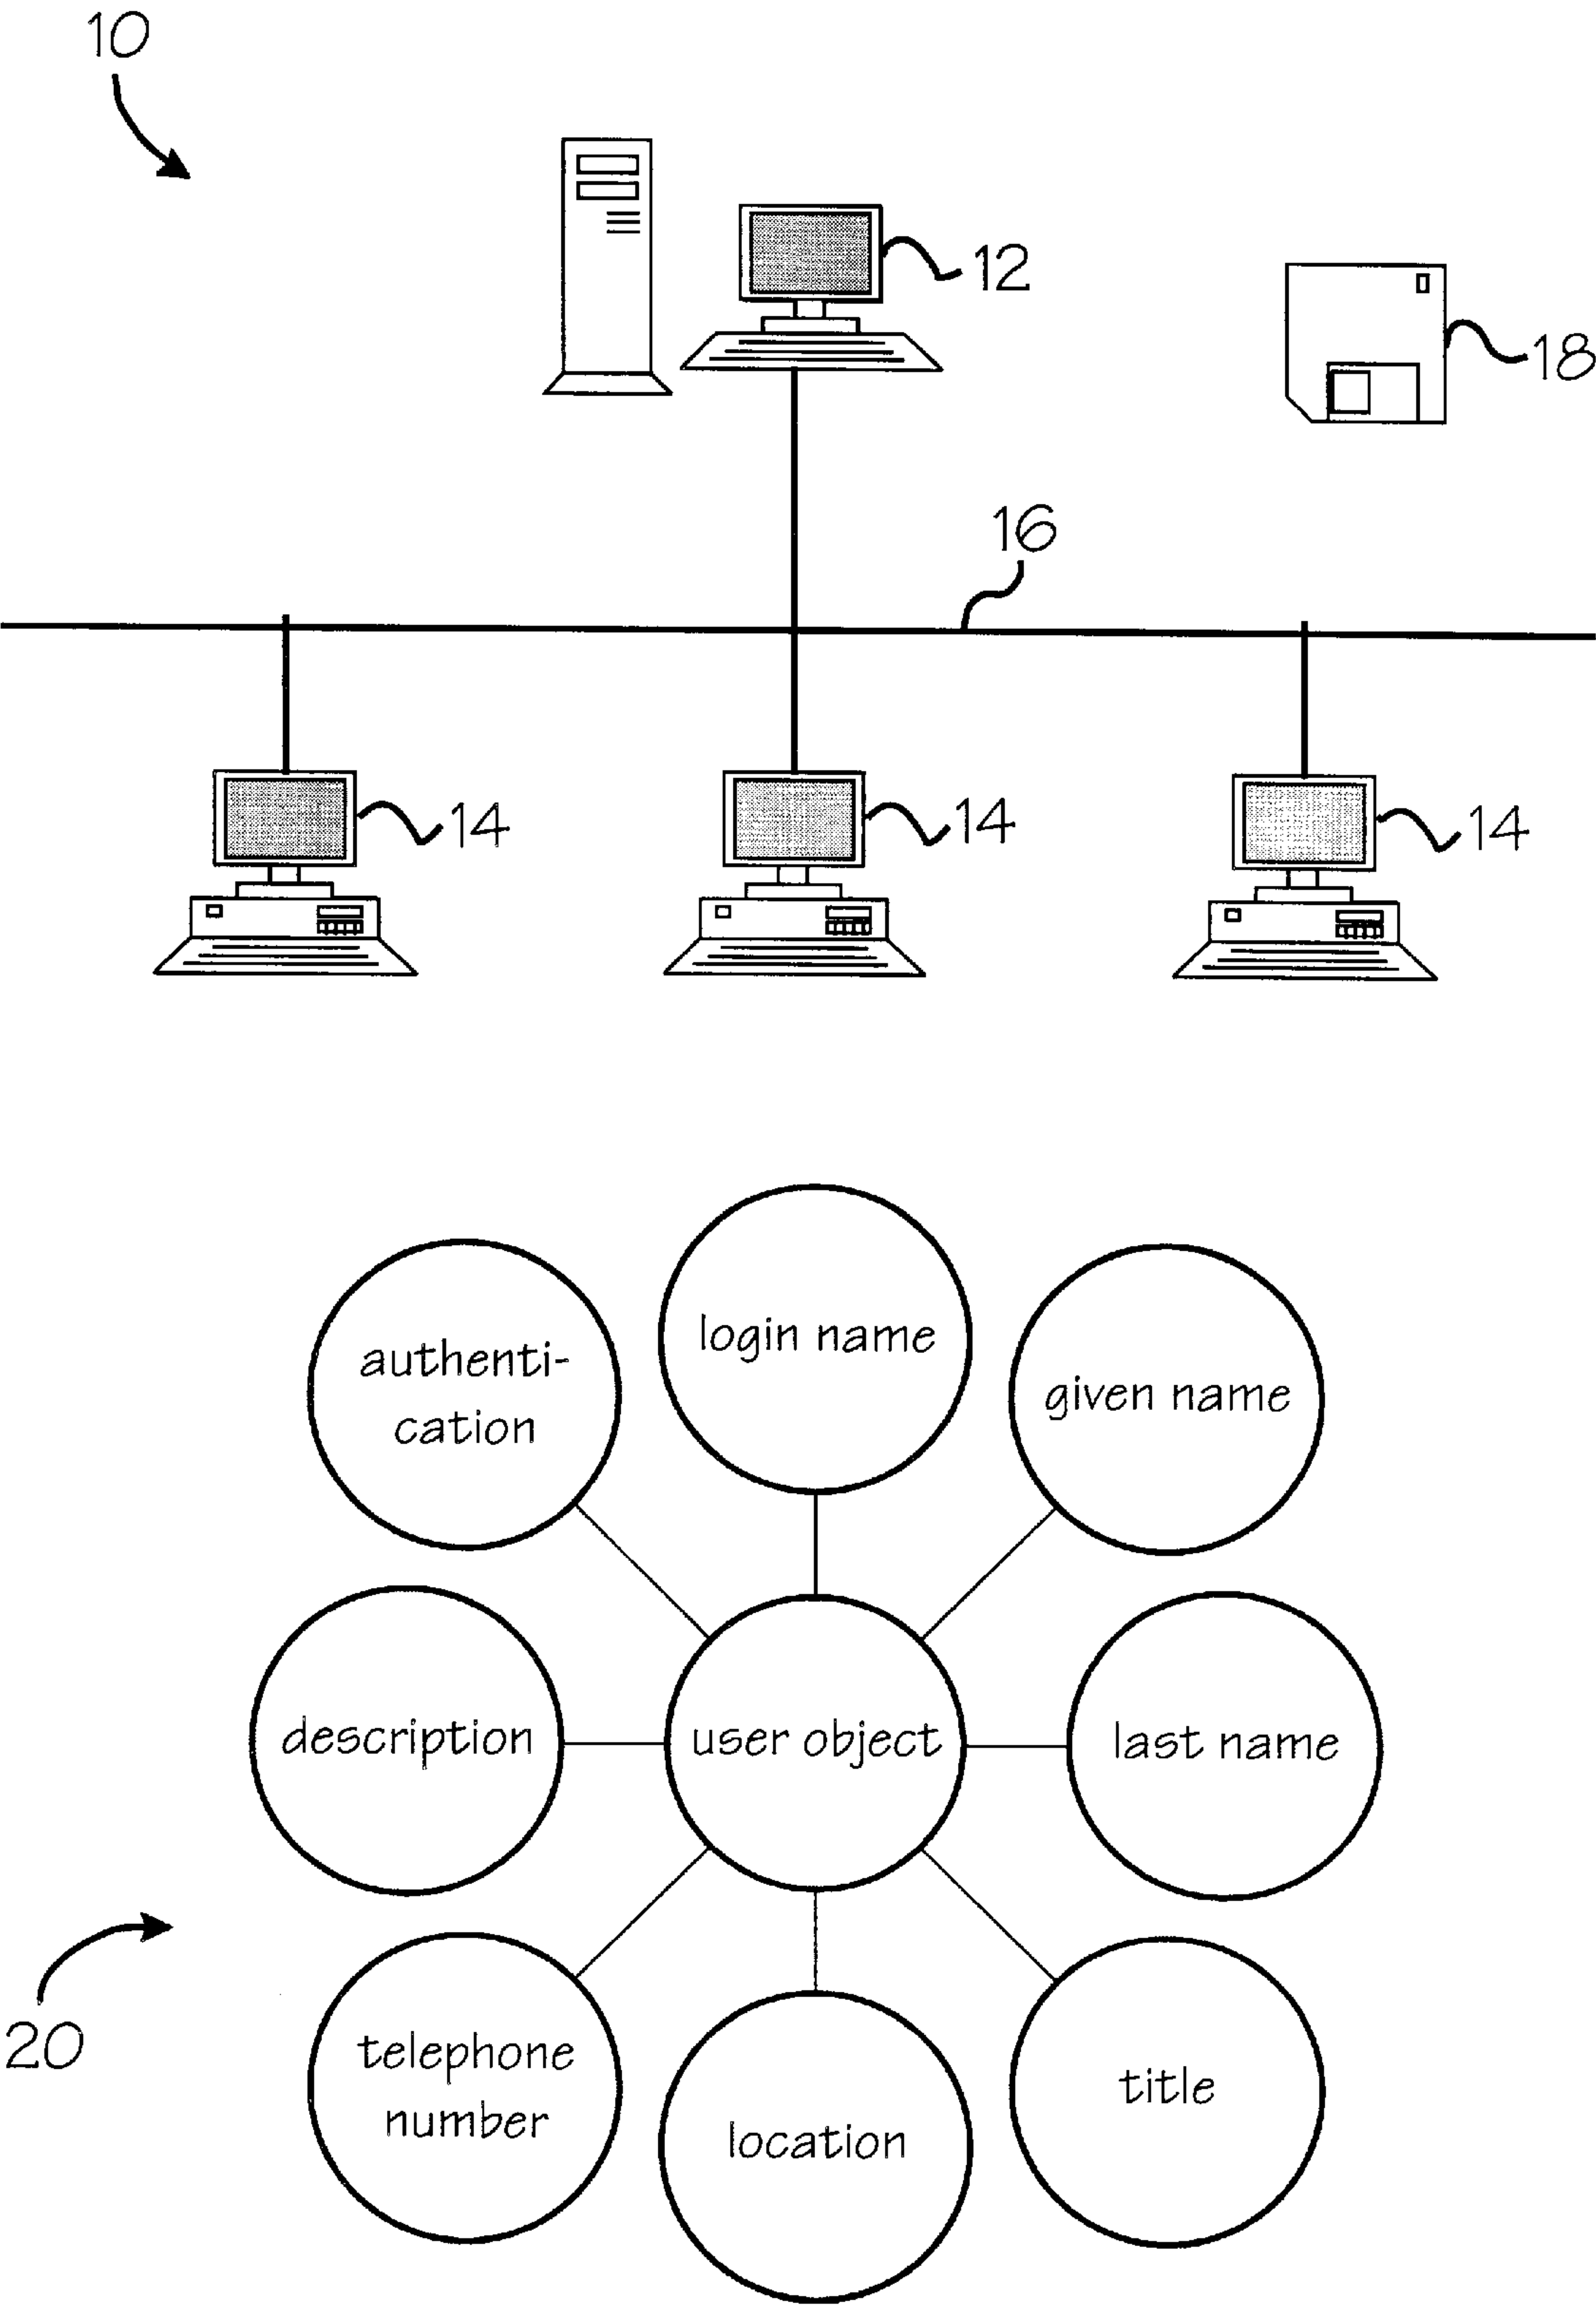 10
12
18
16
14
14
14
login name
authenti-
cation
given name
description
user object
last name
20
telephone
number
title
location